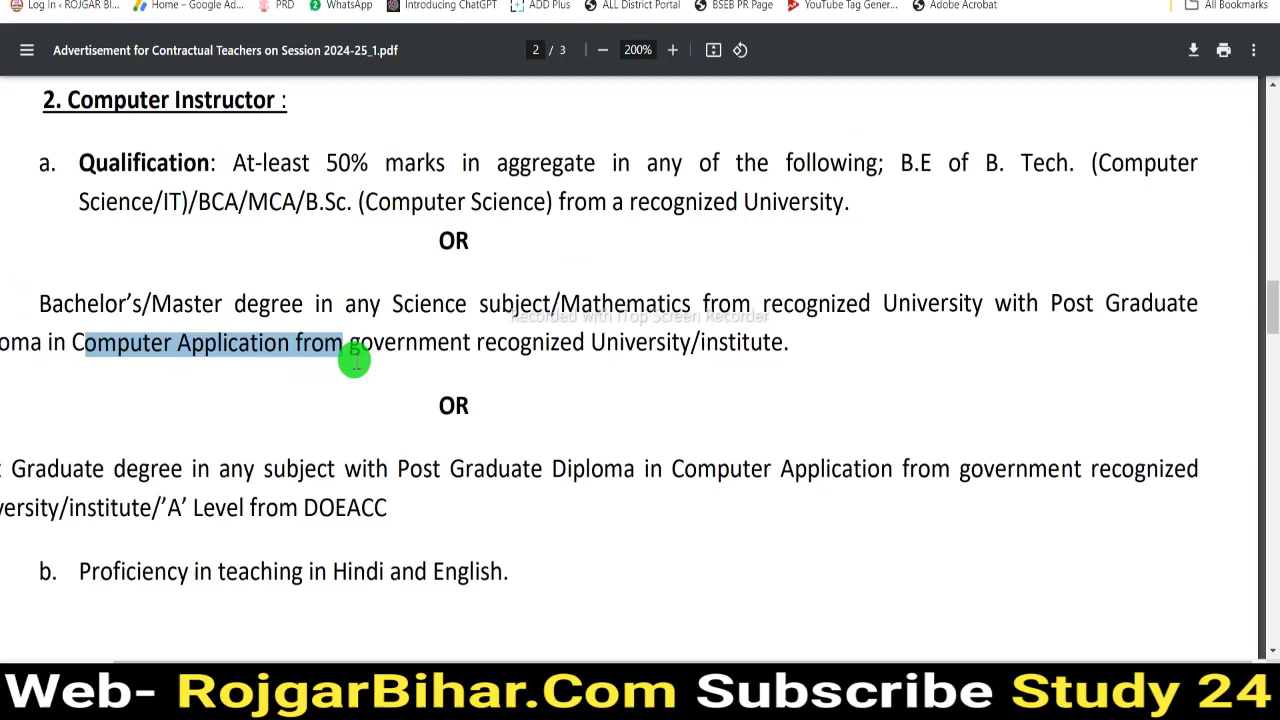 Log In ‹ ROJGAR BI... Home – Google Ad... PRD WhatsApp Introducing ChatGPT ADD Plus ALL District Portal BSEB PR Page YouTube Tag Gener... Adobe Acrobat All Bookmarks
Advertisement for Contractual Teachers on Session 2024-25_1.pdf 2 / 3 − 200% +
2. Computer Instructor :
a. Qualification: At-least 50% marks in aggregate in any of the following; B.E of B. Tech. (Computer
Science/IT)/BCA/MCA/B.Sc. (Computer Science) from a recognized University.
OR
Bachelor's/Master degree in any Science subject/Mathematics from recognized University with Post Graduate
Recorded with iTop Screen Recorder
oma in Computer Application from government recognized University/institute.
OR
Graduate degree in any subject with Post Graduate Diploma in Computer Application from government recognized
versity/institute/'A' Level from DOEACC
b. Proficiency in teaching in Hindi and English.
Web- RojgarBihar.Com Subscribe Study 24